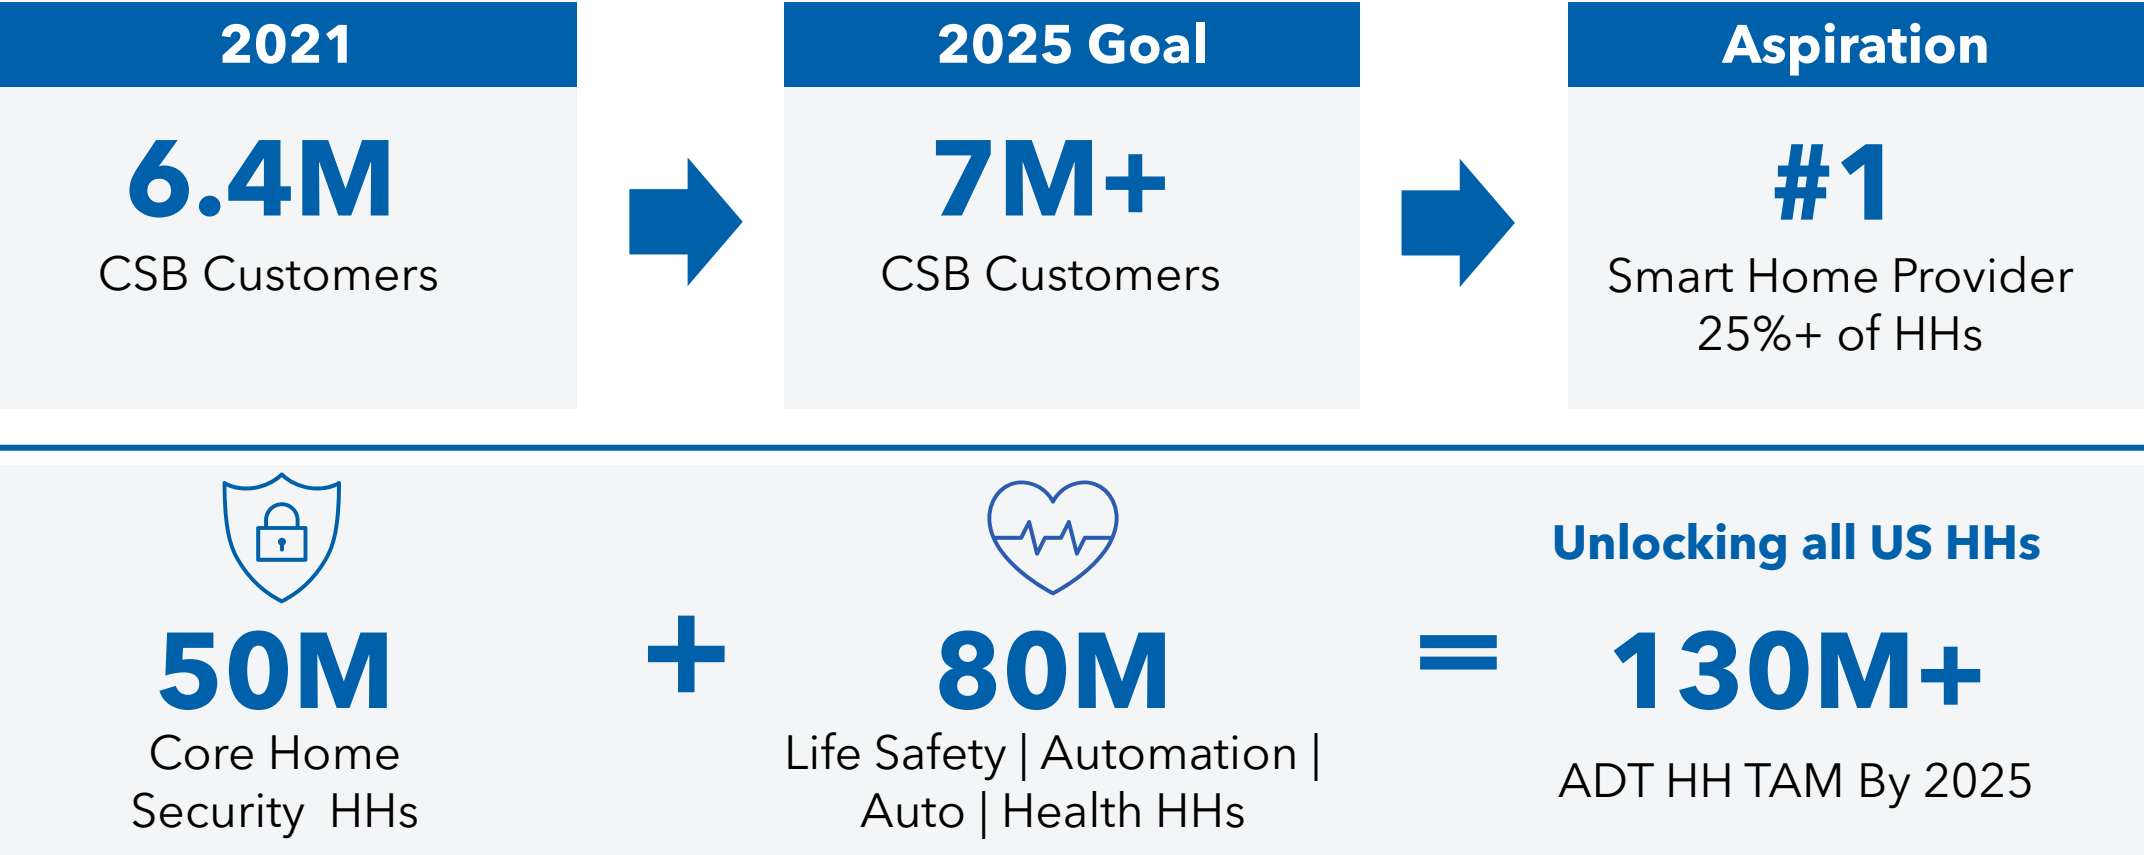 2021
6.4M
CSB Customers
2025 Goal
7M+
CSB Customers
Aspiration
#1
Smart Home Provider
25%+ of HHs
50M
Core Home
Security HHs
+
80M
Life Safety | Automation |
Auto | Health HHs
=
Unlocking all US HHs
130M+
ADT HH TAM By 2025